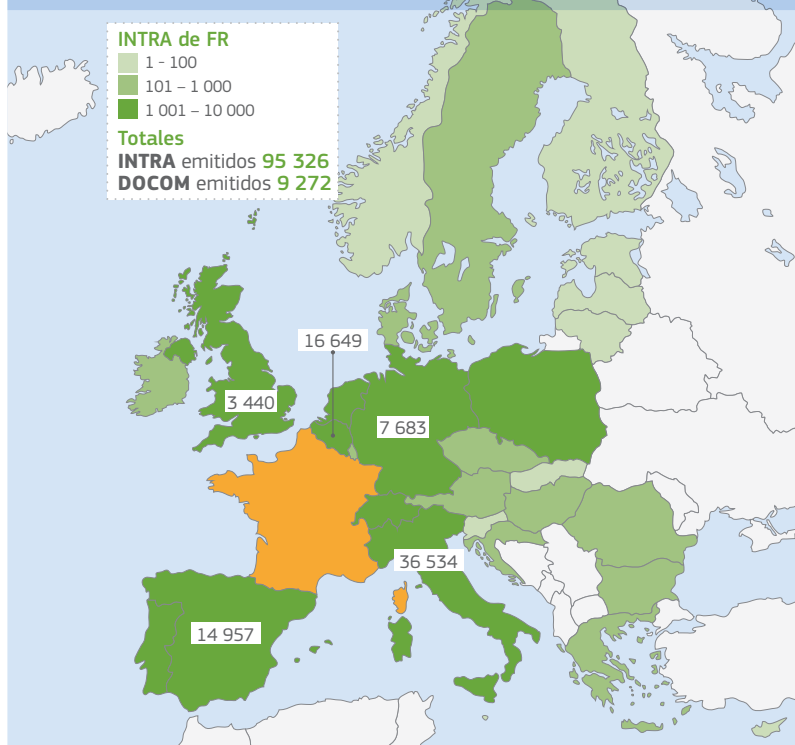 INTRA de FR
1 - 100
101 – 1 000
1 001 – 10 000
Totales
INTRA emitidos 95 326
DOCOM emitidos 9 272
16 649
3 440
7 683
36 534
14 957